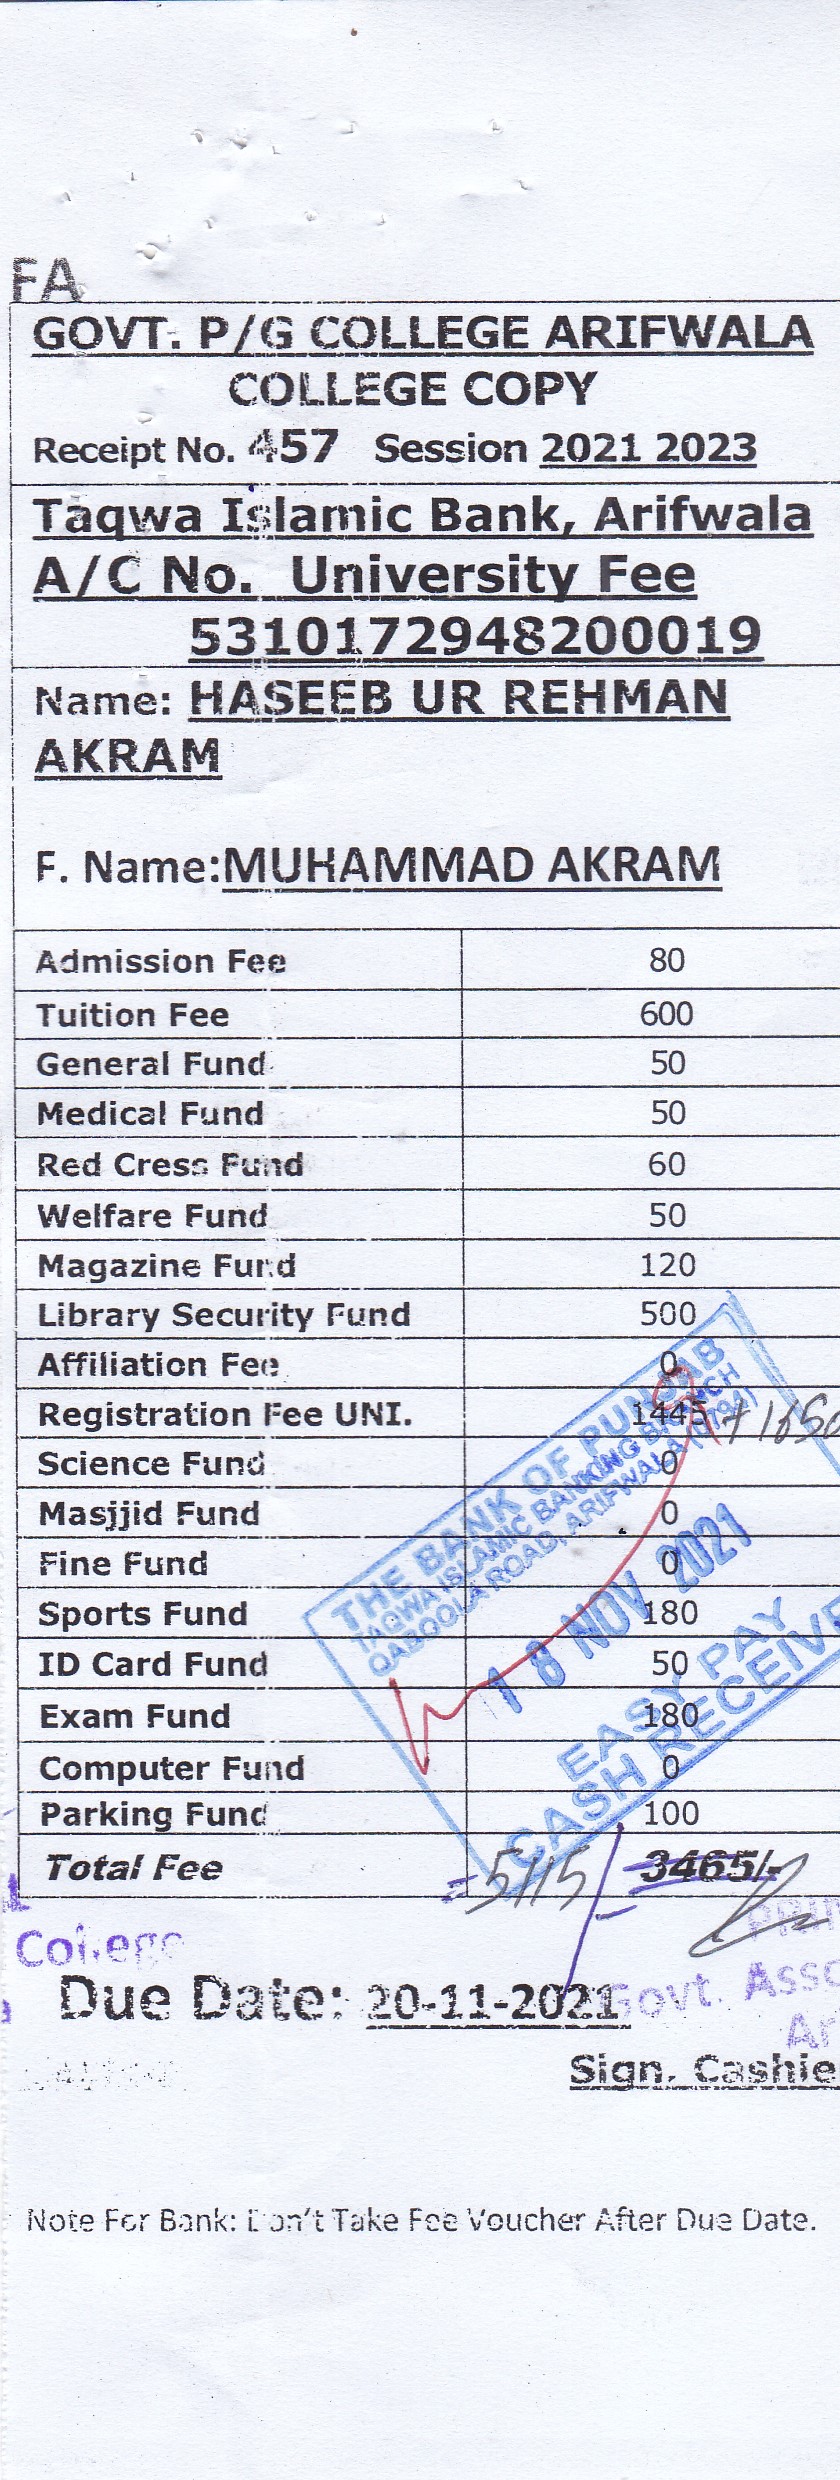 FA
GOVT. P/G COLLEGE ARIFWALA
COLLEGE COPY
Receipt No. 457 Session 2021 2023
Taqwa Islamic Bank, Arifwala
A/C No. University Fee
5310172948200019
Name: HASEEB UR REHMAN
AKRAM
F. Name:MUHAMMAD AKRAM
Admission Fee 80
Tuition Fee 600
General Fund 50
Medical Fund 50
Red Cress Fund 60
Welfare Fund 50
Magazine Fund 120
Library Security Fund 500
Affiliation Fee 0
Registration Fee UNI. 1445 +1650
Science Fund 0
Masjjid Fund 0
Fine Fund 0
Sports Fund 180
ID Card Fund 50
Exam Fund 180
Computer Fund 0
Parking Fund 100
Total Fee =5115/- 3465/-
THE BANK OF PUNJAB
TAQWA ISLAMIC BANKING BRANCH
QABOOLA ROAD, ARIFWALA (0794)
18 NOV 2021
EASY PAY
CASH RECEIVE
PRIN
College
Govt. Asso
Ar
Due Date: 20-11-2021
Sign. Cashie
Note For Bank: Don't Take Fee Voucher After Due Date.